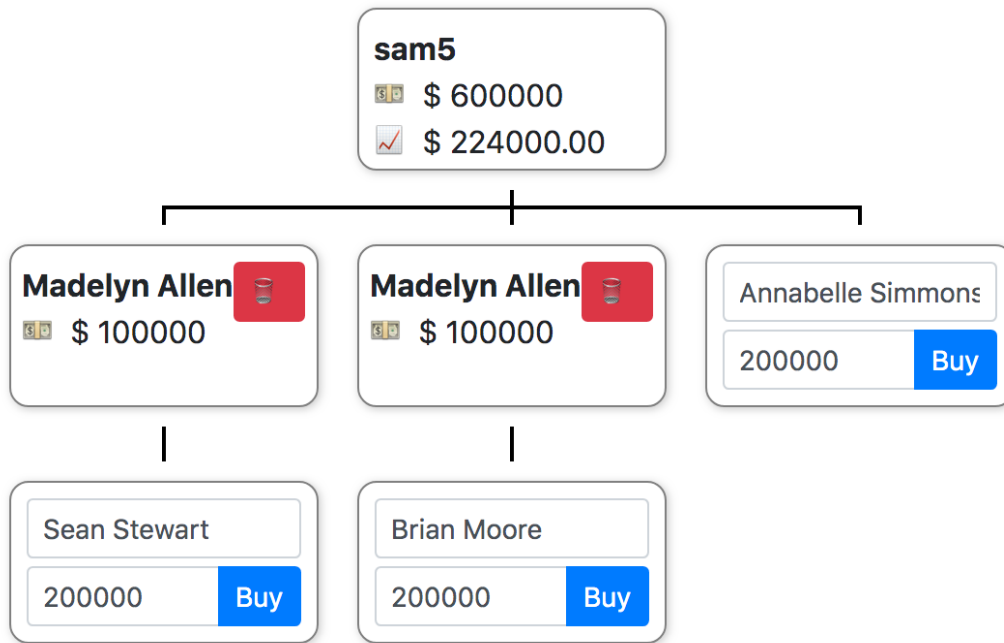 sam5
$ 600000
$ 224000.00
Madelyn Allen
$ 100000
Madelyn Allen
$ 100000
Annabelle Simmons
200000 Buy
Sean Stewart
200000 Buy
Brian Moore
200000 Buy